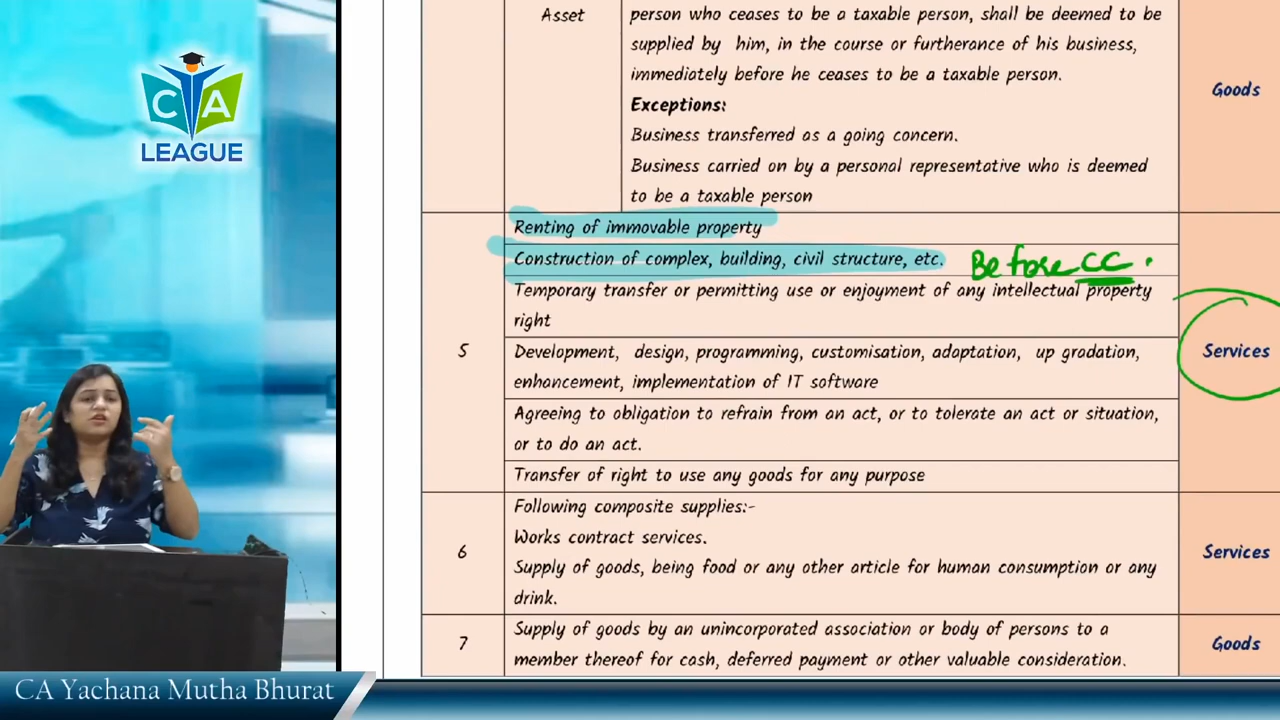 Asset
person who ceases to be a taxable person, shall be deemed to be
supplied by him, in the course or furtherance of his business,
immediately before he ceases to be a taxable person.
Exceptions:
Business transferred as a going concern.
Business carried on by a personal representative who is deemed
to be a taxable person
Goods
CA
LEAGUE
5
Renting of immovable property
Construction of complex, building, civil structure, etc.
Before CC.
Temporary transfer or permitting use or enjoyment of any intellectual property
right
Development, design, programming, customisation, adaptation, up gradation,
enhancement, implementation of IT software
Agreeing to obligation to refrain from an act, or to tolerate an act or situation,
or to do an act.
Transfer of right to use any goods for any purpose
Services
6
Following composite supplies:-
Works contract services.
Supply of goods, being food or any other article for human consumption or any
drink.
Services
7
Supply of goods by an unincorporated association or body of persons to a
member thereof for cash, deferred payment or other valuable consideration.
Goods
CA Yachana Mutha Bhurat